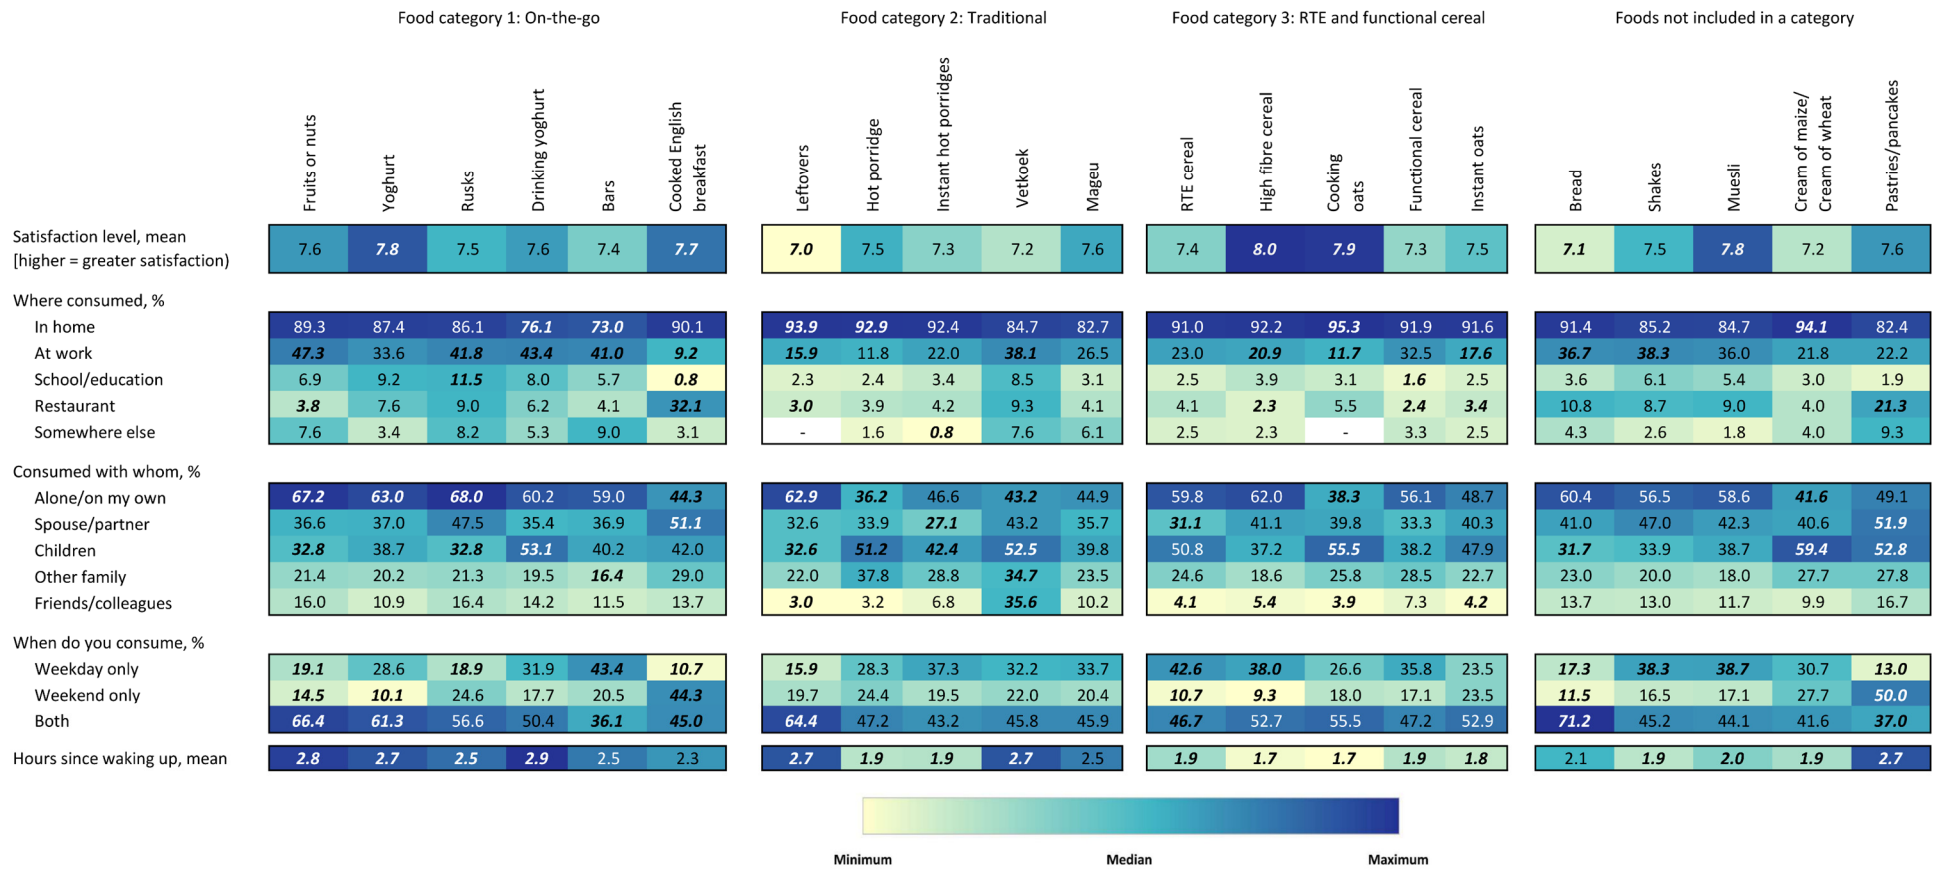 Food category 1: On-the-go Food category 2: Traditional Food category 3: RTE and functional cereal Foods not included in a category
Fruits or nuts
Yoghurt
Rusks
Drinking yoghurt
Bars
Cooked English
breakfast
Leftovers
Hot porridge
Instant hot porridges
Vetkoek
Mageu
RTE cereal
High fibre cereal
Cooking
oats
Functional cereal
Instant oats
Bread
Shakes
Muesli
Cream of maize/
Cream of wheat
Pastries/pancakes
Satisfaction level, mean
[higher = greater satisfaction)
7.6 7.8 7.5 7.6 7.4 7.7 7.0 7.5 7.3 7.2 7.6 7.4 8.0 7.9 7.3 7.5 7.1 7.5 7.8 7.2 7.6
Where consumed, %
In home 89.3 87.4 86.1 76.1 73.0 90.1 93.9 92.9 92.4 84.7 82.7 91.0 92.2 95.3 91.9 91.6 91.4 85.2 84.7 94.1 82.4
At work 47.3 33.6 41.8 43.4 41.0 9.2 15.9 11.8 22.0 38.1 26.5 23.0 20.9 11.7 32.5 17.6 36.7 38.3 36.0 21.8 22.2
School/education 6.9 9.2 11.5 8.0 5.7 0.8 2.3 2.4 3.4 8.5 3.1 2.5 3.9 3.1 1.6 2.5 3.6 6.1 5.4 3.0 1.9
Restaurant 3.8 7.6 9.0 6.2 4.1 32.1 3.0 3.9 4.2 9.3 4.1 4.1 2.3 5.5 2.4 3.4 10.8 8.7 9.0 4.0 21.3
Somewhere else 7.6 3.4 8.2 5.3 9.0 3.1 - 1.6 0.8 7.6 6.1 2.5 2.3 - 3.3 2.5 4.3 2.6 1.8 4.0 9.3
Consumed with whom, %
Alone/on my own 67.2 63.0 68.0 60.2 59.0 44.3 62.9 36.2 46.6 43.2 44.9 59.8 62.0 38.3 56.1 48.7 60.4 56.5 58.6 41.6 49.1
Spouse/partner 36.6 37.0 47.5 35.4 36.9 51.1 32.6 33.9 27.1 43.2 35.7 31.1 41.1 39.8 33.3 40.3 41.0 47.0 42.3 40.6 51.9
Children 32.8 38.7 32.8 53.1 40.2 42.0 32.6 51.2 42.4 52.5 39.8 50.8 37.2 55.5 38.2 47.9 31.7 33.9 38.7 59.4 52.8
Other family 21.4 20.2 21.3 19.5 16.4 29.0 22.0 37.8 28.8 34.7 23.5 24.6 18.6 25.8 28.5 22.7 23.0 20.0 18.0 27.7 27.8
Friends/colleagues 16.0 10.9 16.4 14.2 11.5 13.7 3.0 3.2 6.8 35.6 10.2 4.1 5.4 3.9 7.3 4.2 13.7 13.0 11.7 9.9 16.7
When do you consume, %
Weekday only 19.1 28.6 18.9 31.9 43.4 10.7 15.9 28.3 37.3 32.2 33.7 42.6 38.0 26.6 35.8 23.5 17.3 38.3 38.7 30.7 13.0
Weekend only 14.5 10.1 24.6 17.7 20.5 44.3 19.7 24.4 19.5 22.0 20.4 10.7 9.3 18.0 17.1 23.5 11.5 16.5 17.1 27.7 50.0
Both 66.4 61.3 56.6 50.4 36.1 45.0 64.4 47.2 43.2 45.8 45.9 46.7 52.7 55.5 47.2 52.9 71.2 45.2 44.1 41.6 37.0
Hours since waking up, mean 2.8 2.7 2.5 2.9 2.5 2.3 2.7 1.9 1.9 2.7 2.5 1.9 1.7 1.7 1.9 1.8 2.1 1.9 2.0 1.9 2.7
Minimum Median Maximum